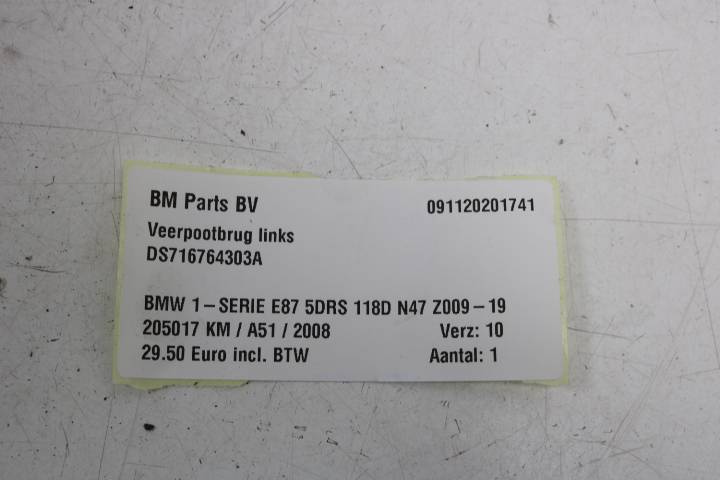 BM Parts BV 091120201741
Veerpootbrug links
DS716764303A
BMW 1-SERIE E87 5DRS 118D N47 Z009-19
205017 KM / A51 / 2008 Verz: 10
29.50 Euro incl. BTW Aantal: 1